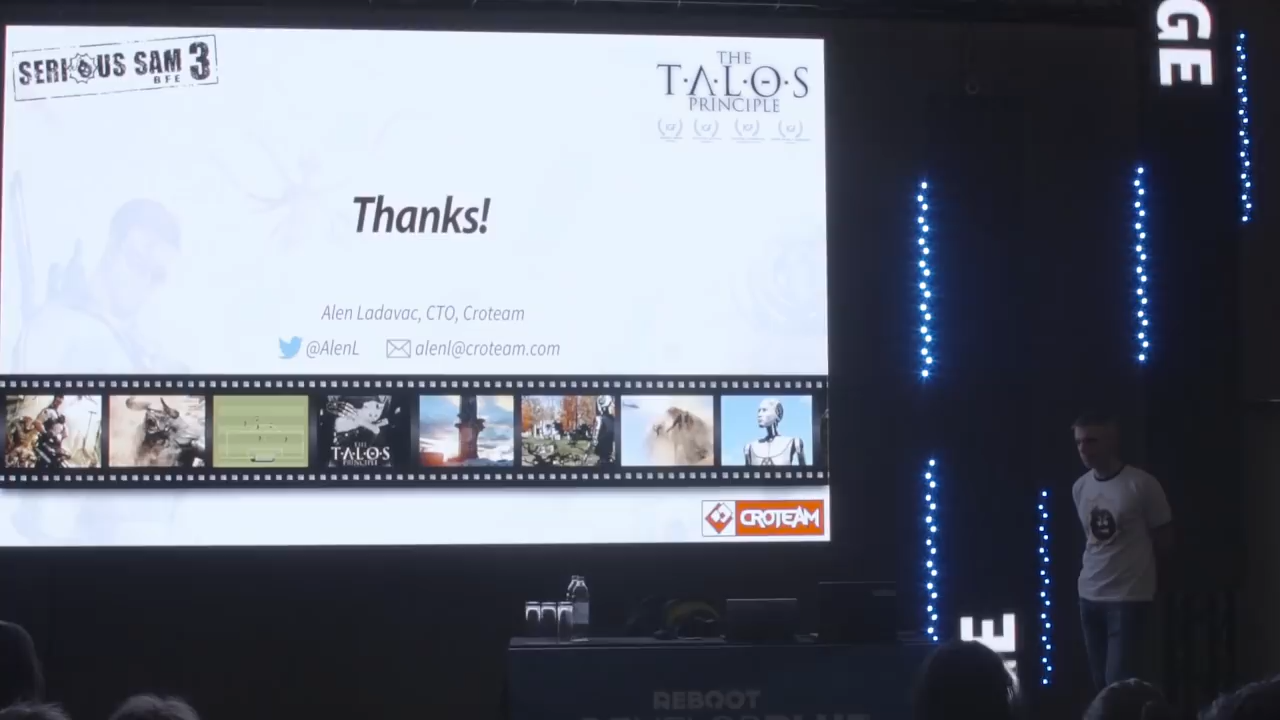 SERIOUS SAM 3
BFE
THE
T·A·L·O·S
PRINCIPLE
Thanks!
Alen Ladavac, CTO, Croteam
@AlenL
alenl@croteam.com
THE
T·A·L·O·S
PRINCIPLE
CROTEAM
GE
E
REBOOT